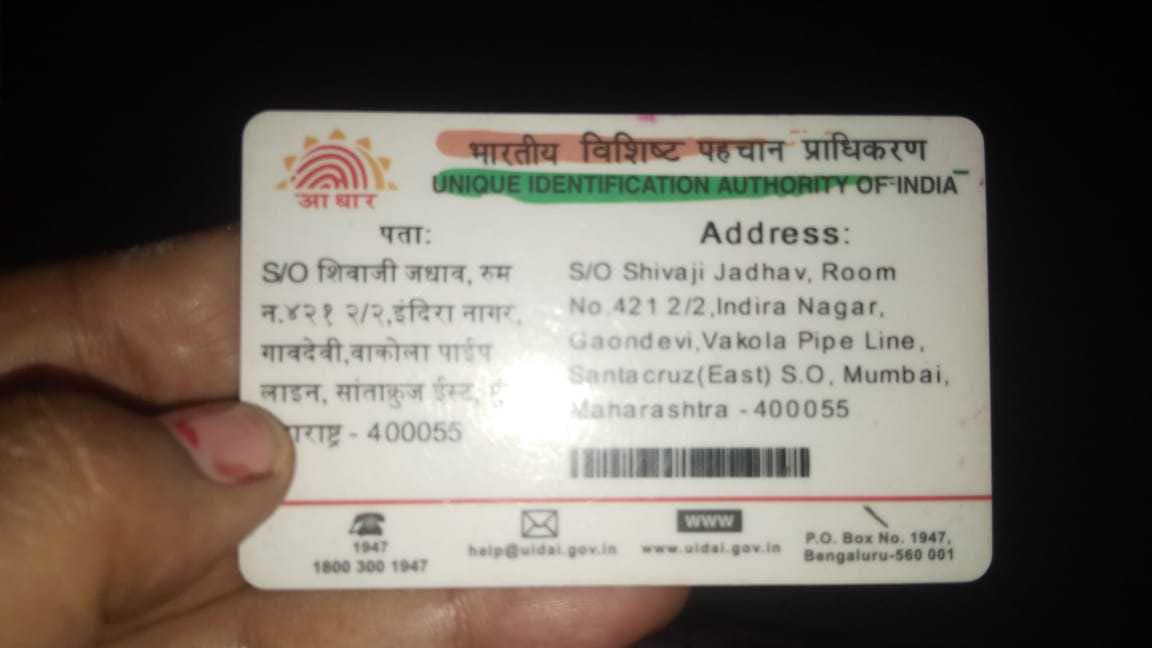 भारतीय विशिष्ट पहचान प्राधिकरण
UNIQUE IDENTIFICATION AUTHORITY OF INDIA
आधार
पता:
S/O शिवाजी जधाव, रुम
न.४२१ २/२,इंदिरा नागर,
गावदेवी,वाकोला पाईप
लाइन, सांताक्रुज ईस्ट,
- 400055
Address:
S/O Shivaji Jadhav, Room
No.421 2/2,Indira Nagar,
Gaondevi,Vakola Pipe Line,
Santacruz(East) S.O, Mumbai,
Maharashtra - 400055
1947
1800 300 1947
help@uidai.gov.in
www
www.uidai.gov.in
P.O. Box No. 1947,
Bengaluru-560 001